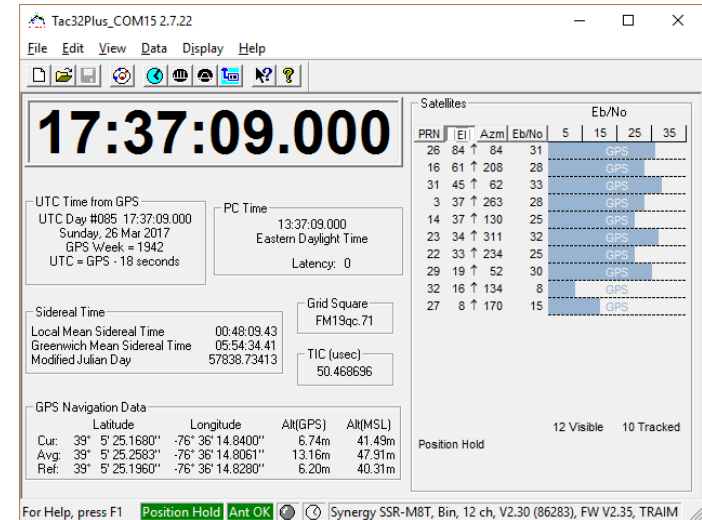 Tac32Plus_COM15 2.7.22
File Edit View Data Display Help
17:37:09.000
UTC Time from GPS
UTC Day #085 17:37:09.000
Sunday, 26 Mar 2017
GPS Week = 1942
UTC = GPS - 18 seconds
PC Time
13:37:09.000
Eastern Daylight Time
Latency: 0
Sidereal Time
Local Mean Sidereal Time 00:48:09.43
Greenwich Mean Sidereal Time 05:54:34.41
Modified Julian Day 57838.73413
Grid Square
FM19qc.71
TIC (usec)
50.468696
GPS Navigation Data
Latitude Longitude Alt(GPS) Alt(MSL)
Cur: 39° 5' 25.1680" -76° 36' 14.8400" 6.74m 41.49m
Avg: 39° 5' 25.2583" -76° 36' 14.8061" 13.16m 47.91m
Ref: 39° 5' 25.1960" -76° 36' 14.8280" 6.20m 40.31m
Satellites
Eb/No
PRN El Azm Eb/No 5 15 25 35
26 84 ↑ 84 31 GPS
16 61 ↑ 208 28 GPS
31 45 ↑ 62 33 GPS
3 37 ↑ 263 28 GPS
14 37 ↑ 130 25 GPS
23 34 ↑ 311 32 GPS
22 33 ↑ 234 25 GPS
29 19 ↑ 52 30 GPS
32 16 ↑ 134 8 GPS
27 8 ↑ 170 15 GPS
12 Visible 10 Tracked
Position Hold
For Help, press F1 Position Hold Ant OK Synergy SSR-M8T, Bin, 12 ch, V2.30 (86283), FW V2.35, TRAIM